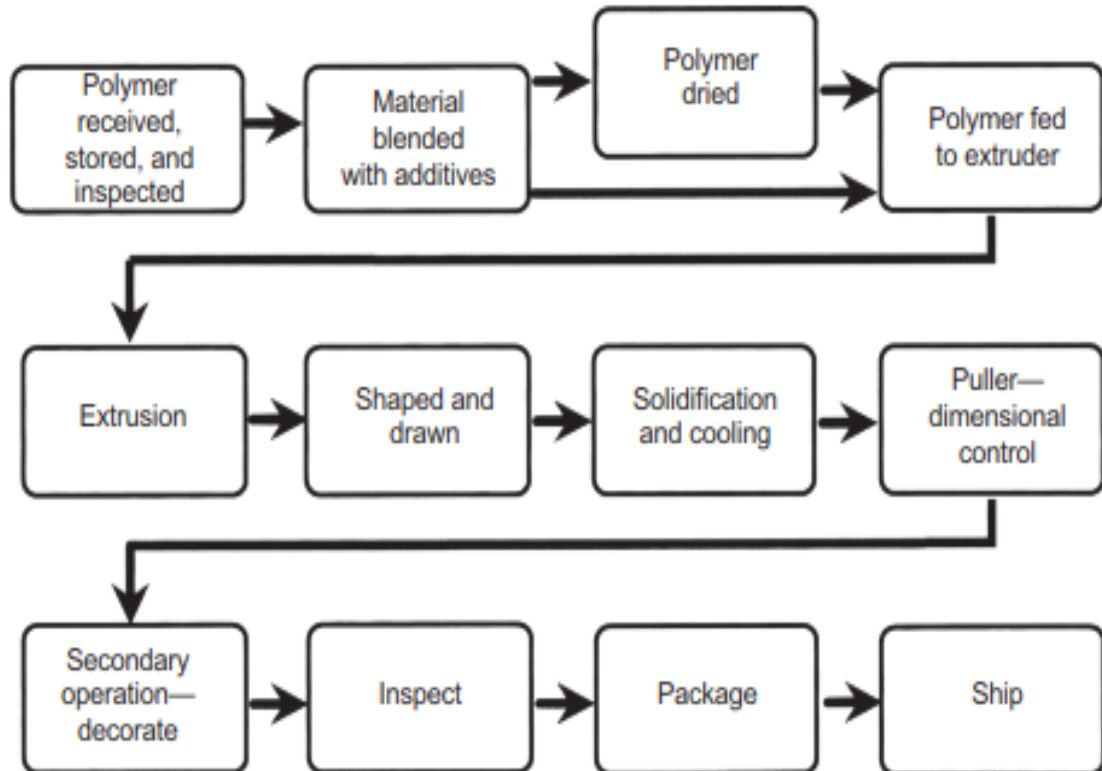 Polymer
received,
stored, and
inspected
Material
blended
with additives
Polymer
dried
Polymer fed
to extruder
Extrusion
Shaped and
drawn
Solidification
and cooling
Puller—
dimensional
control
Secondary
operation—
decorate
Inspect
Package
Ship